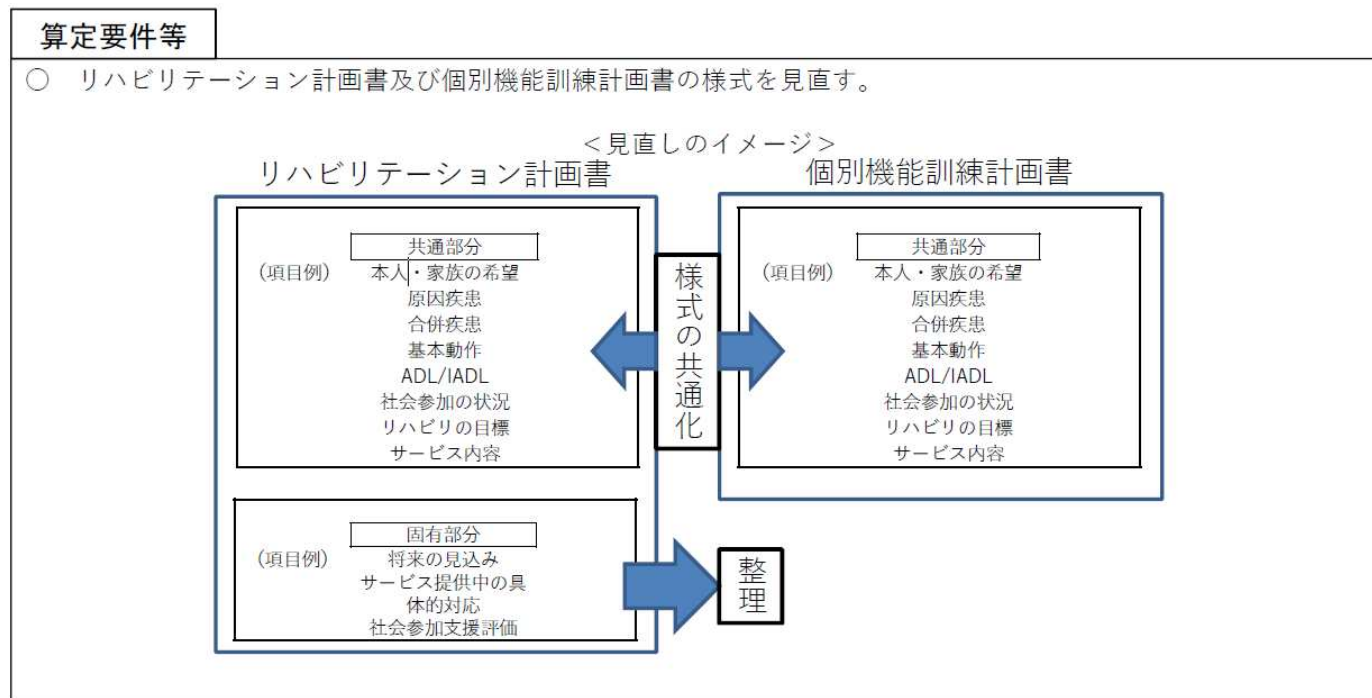 算定要件等
○ リハビリテーション計画書及び個別機能訓練計画書の様式を見直す。
＜見直しのイメージ＞
リハビリテーション計画書
共通部分
（項目例） 本人・家族の希望
原因疾患
合併疾患
基本動作
ADL/IADL
社会参加の状況
リハビリの目標
サービス内容
様式の共通化
個別機能訓練計画書
共通部分
（項目例） 本人・家族の希望
原因疾患
合併疾患
基本動作
ADL/IADL
社会参加の状況
リハビリの目標
サービス内容
固有部分
（項目例） 将来の見込み
サービス提供中の具
体的対応
社会参加支援評価
整理